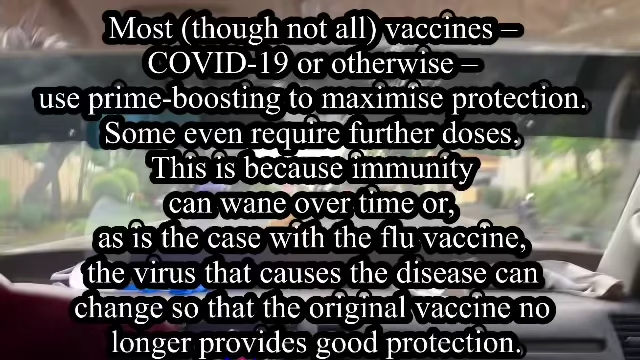 Most (though not all) vaccines –
COVID-19 or otherwise –
use prime-boosting to maximise protection.
Some even require further doses,
This is because immunity
can wane over time or,
as is the case with the flu vaccine,
the virus that causes the disease can
change so that the original vaccine no
longer provides good protection.